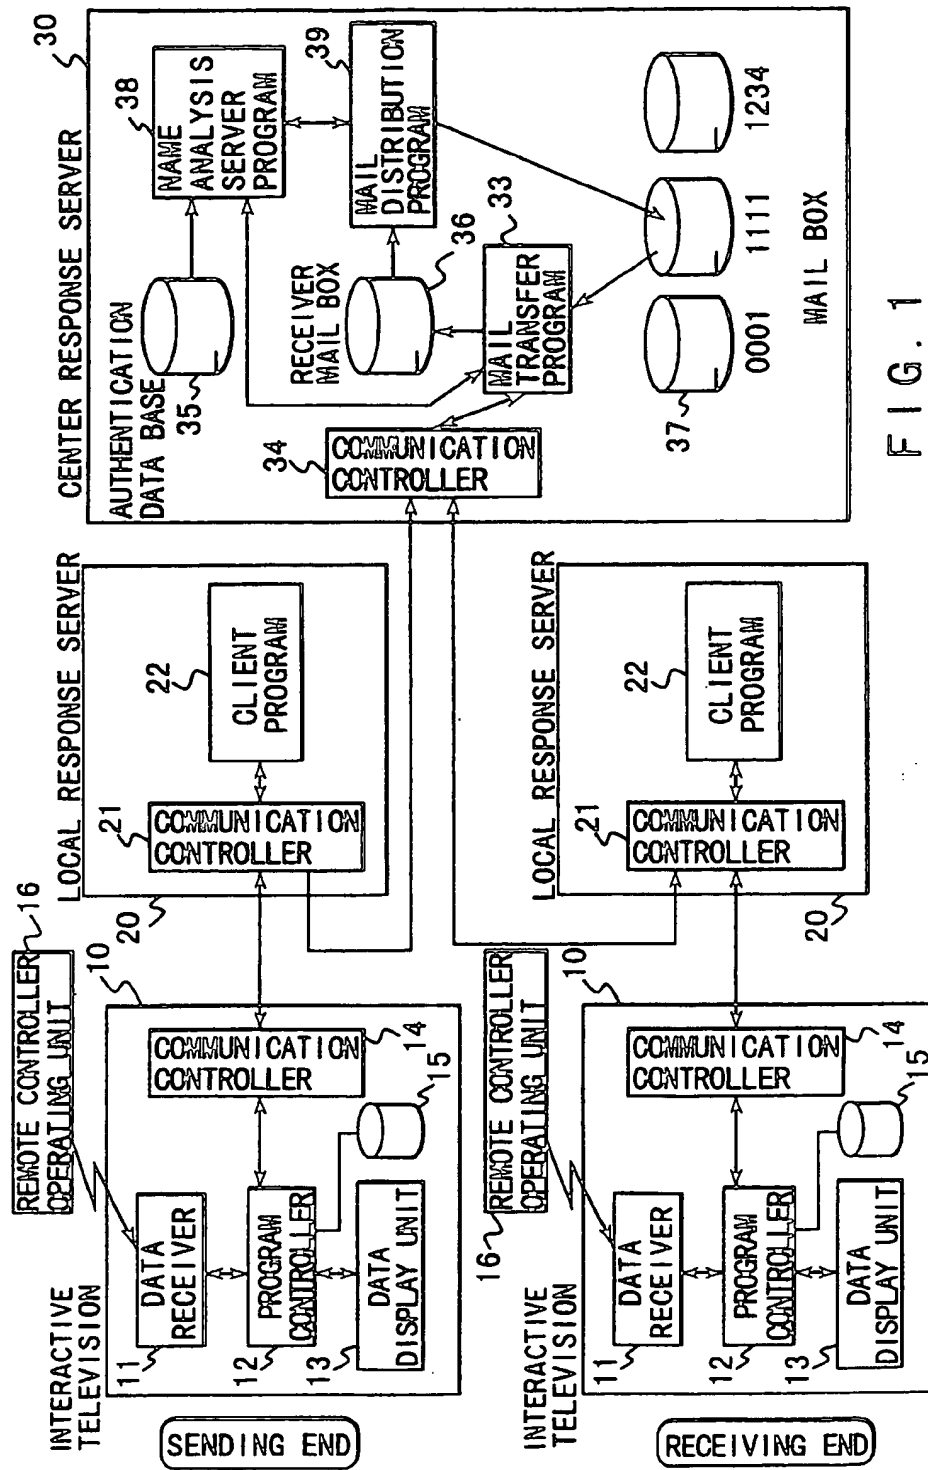 SENDING END
INTERACTIVE
TELEVISION
REMOTE CONTROLLER
OPERATING UNIT
16
10
DATA
RECEIVER
11
PROGRAM
CONTROLLER
12
DATA
DISPLAY UNIT
13
COMMUNICATION
CONTROLLER
14
15
LOCAL RESPONSE SERVER
20
COMMUNICATION
CONTROLLER
21
CLIENT
PROGRAM
22
RECEIVING END
INTERACTIVE
TELEVISION
REMOTE CONTROLLER
OPERATING UNIT
16
10
DATA
RECEIVER
11
PROGRAM
CONTROLLER
12
DATA
DISPLAY UNIT
13
COMMUNICATION
CONTROLLER
14
15
LOCAL RESPONSE SERVER
20
COMMUNICATION
CONTROLLER
21
CLIENT
PROGRAM
22
CENTER RESPONSE SERVER
30
AUTHENTICATION
DATA BASE
35
NAME
ANALYSIS
SERVER
PROGRAM
38
RECEIVER
MAIL BOX
36
MAIL
DISTRIBUTION
PROGRAM
39
COMMUNICATION
CONTROLLER
34
MAIL
TRANSFER
PROGRAM
33
37
0001
1111
1234
MAIL BOX
FIG. 1